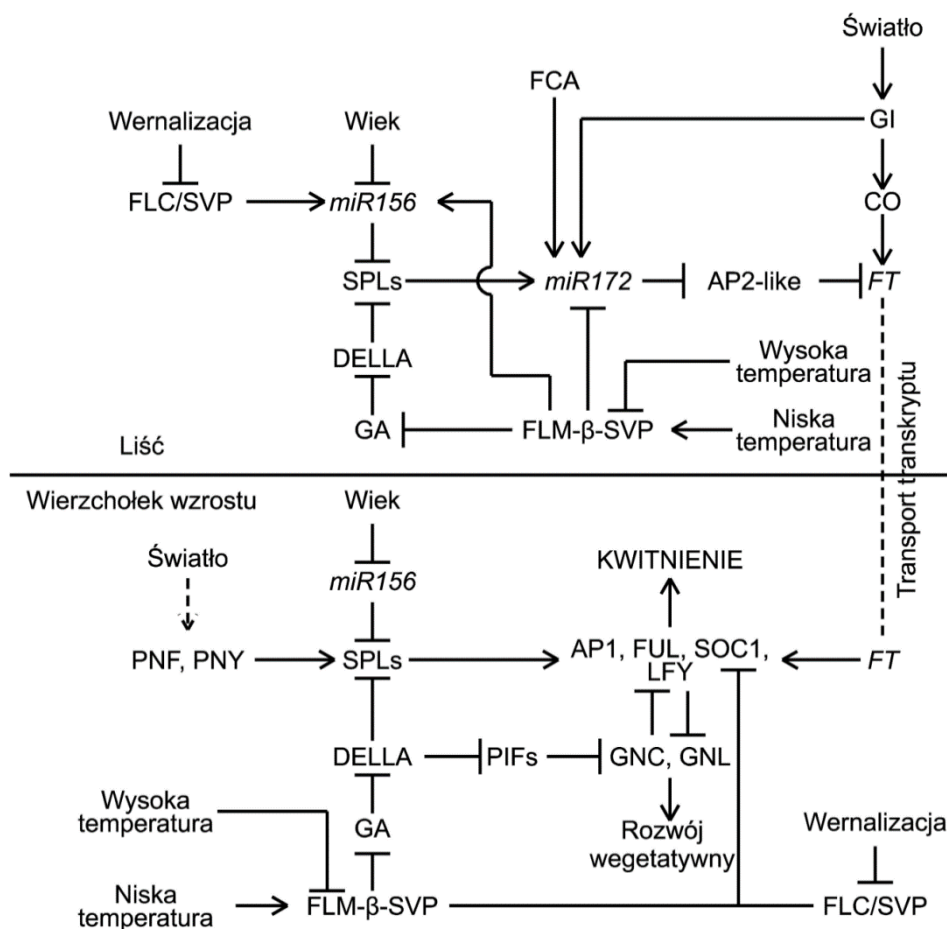 Światło
FCA
GI
Wernalizacja
Wiek
FLC/SVP
miR156
CO
SPLs
miR172
AP2-like
FT
DELLA
Wysoka
temperatura
GA
FLM-β-SVP
Niska
temperatura
Liść
Transport transkryptu
Wierzchołek wzrostu
Wiek
Światło
miR156
KWITNIENIE
PNF, PNY
SPLs
AP1, FUL, SOC1,
LFY
FT
DELLA
PIFs
GNC, GNL
Wysoka
temperatura
GA
Rozwój
wegetatywny
Wernalizacja
Niska
temperatura
FLM-β-SVP
FLC/SVP